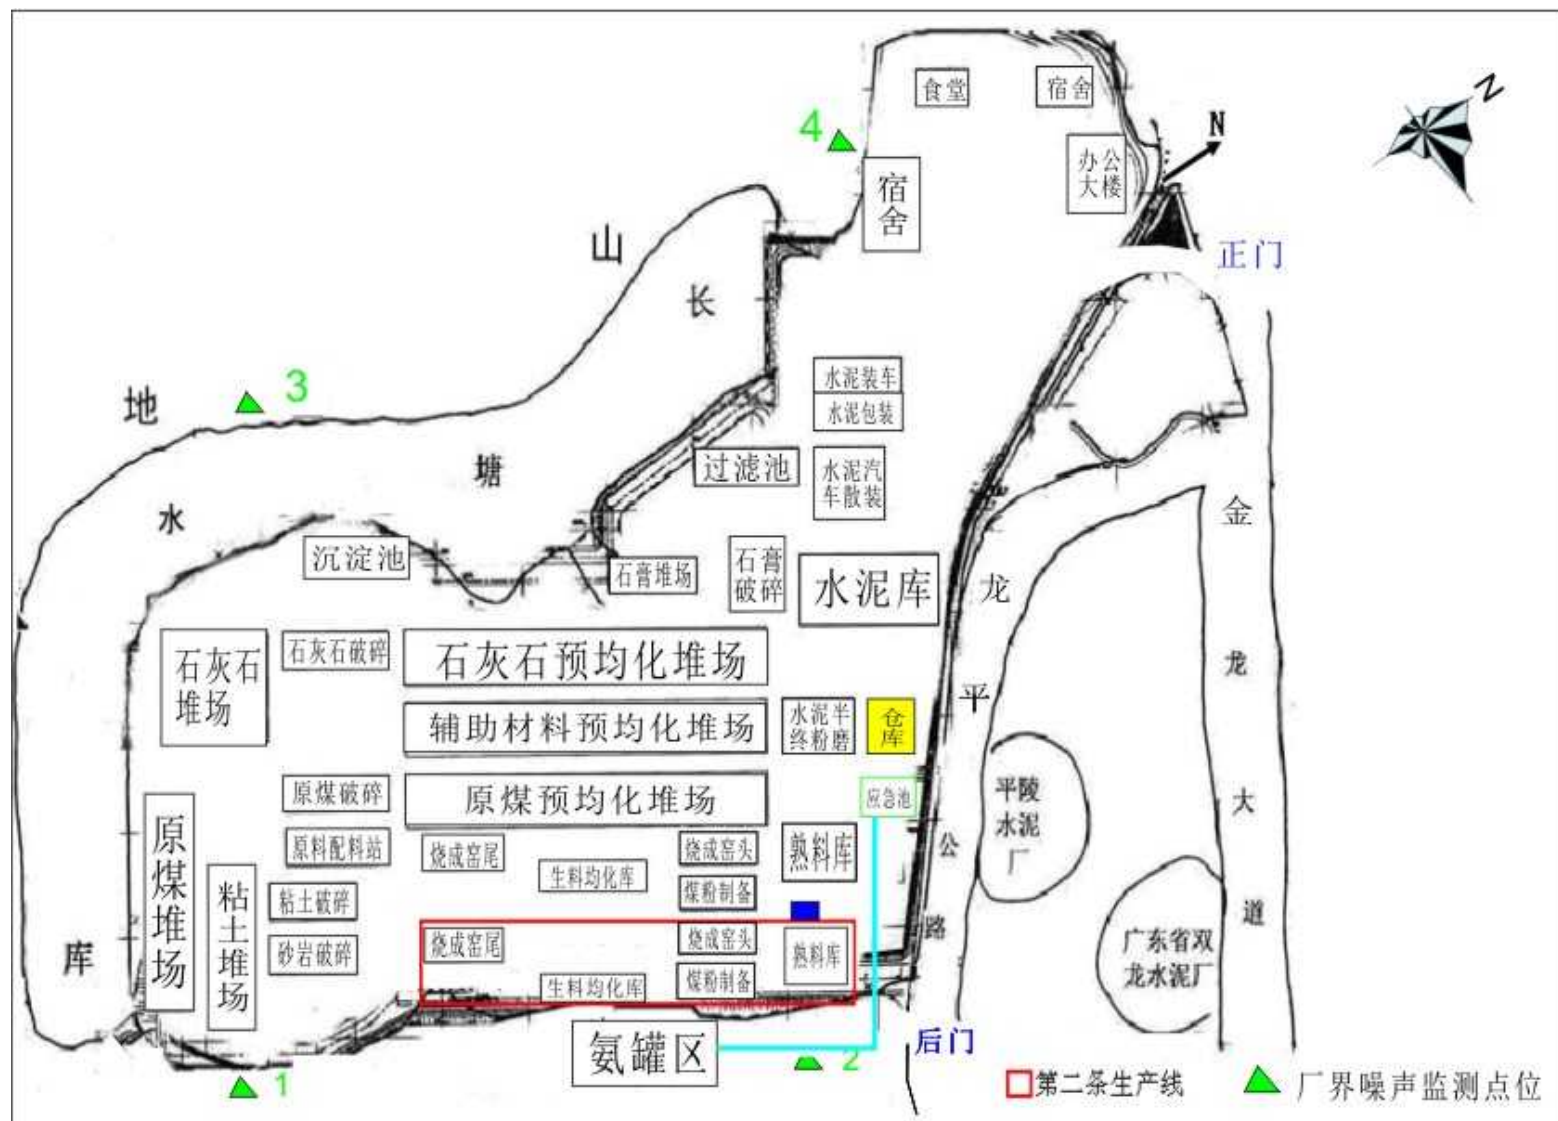 食堂
宿舍
N
N
4
办公
大楼
宿
舍
山
正门
长
3
地
水泥装车
水泥包装
塘
过滤池
水泥汽
车散装
水
金
沉淀池
石膏堆场
石膏
破碎
水泥库
龙
石灰石
堆场
石灰石破碎
石灰石预均化堆场
龙
平
辅助材料预均化堆场
水泥半
终粉磨
仓
库
原煤破碎
原煤预均化堆场
应急池
平陵
水泥
厂
大
原煤堆场
原料配料站
烧成窑尾
生料均化库
烧成窑头
熟料库
公
粘土堆场
粘土破碎
煤粉制备
道
路
库
砂岩破碎
烧成窑尾
烧成窑头
熟料库
广东省双
龙水泥厂
生料均化库
煤粉制备
氨罐区
后门
1
2
第二条生产线
厂界噪声监测点位